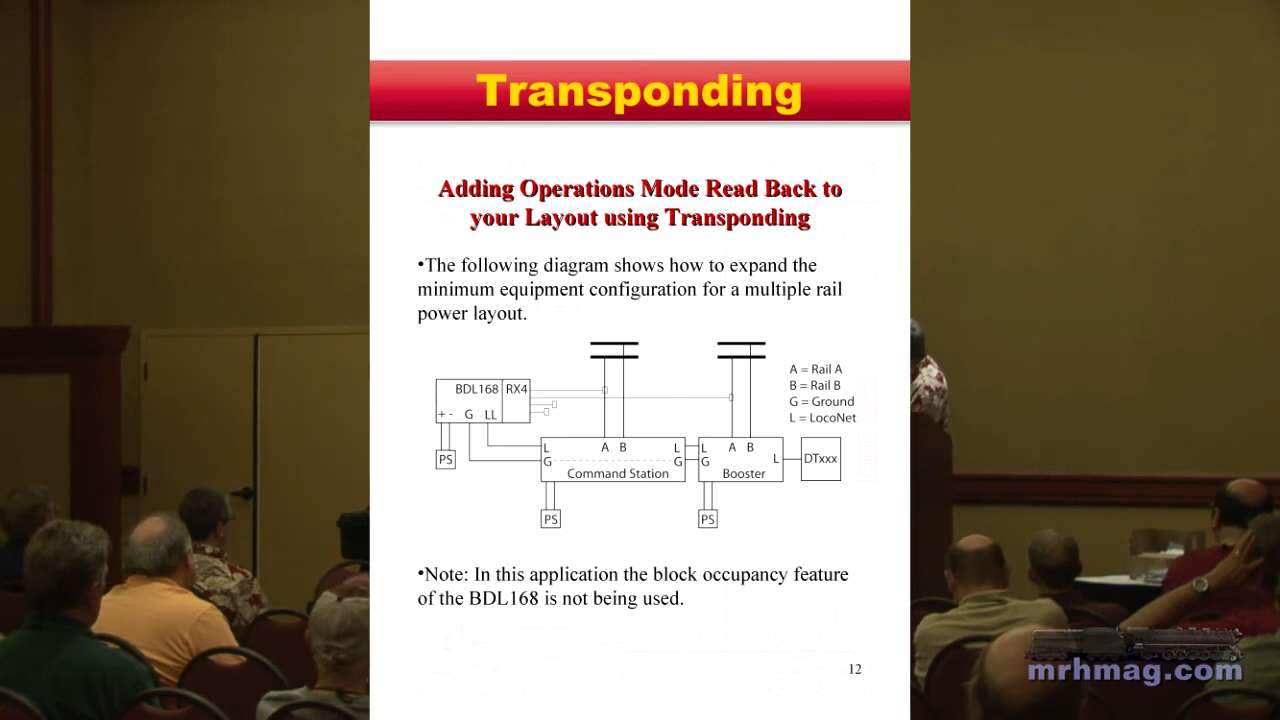 Transponding
Adding Operations Mode Read Back to
your Layout using Transponding
•The following diagram shows how to expand the
minimum equipment configuration for a multiple rail
power layout.
A = Rail A
B = Rail B
G = Ground
L = LocoNet
BDL168 RX4
+ - G LL
PS
L A B L
G G
Command Station
L A B
G L
Booster
DTxxx
PS
PS
•Note: In this application the block occupancy feature
of the BDL168 is not being used.
12
mrhmag.com